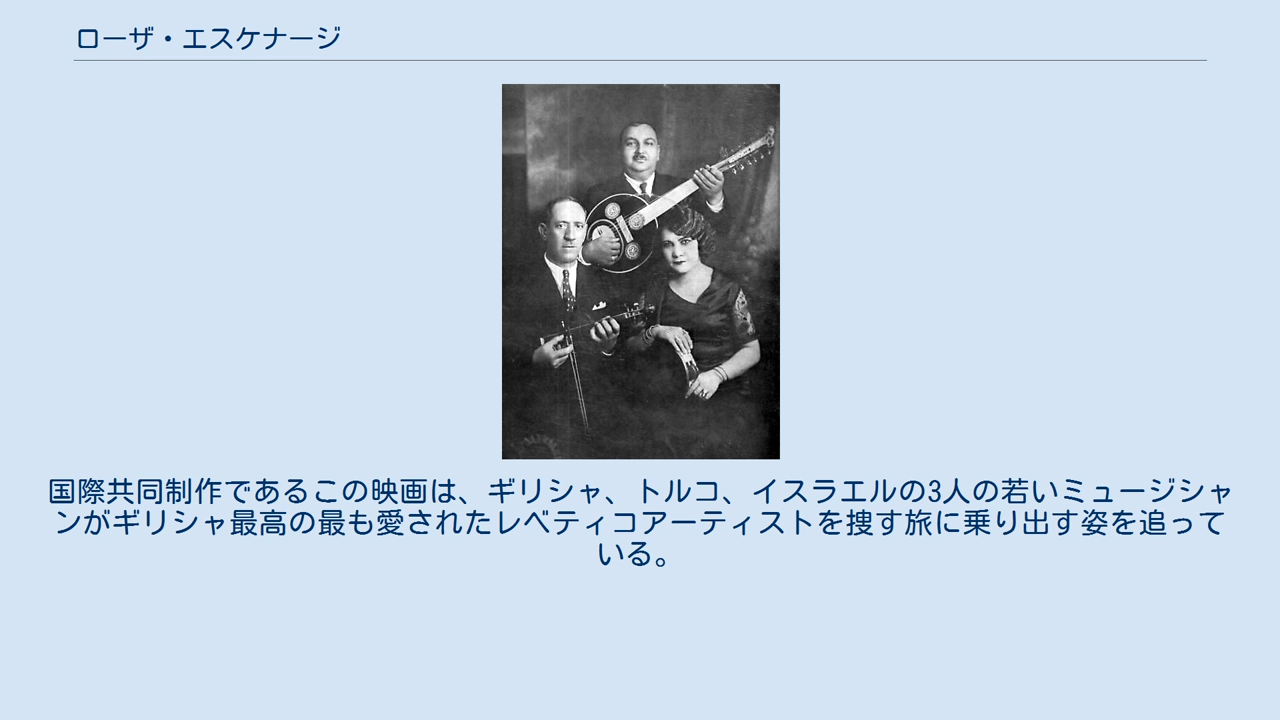 ローザ・エスケナージ
国際共同制作であるこの映画は、ギリシャ、トルコ、イスラエルの3人の若いミュージシャ
ンがギリシャ最高の最も愛されたレベティコアーティストを捜す旅に乗り出す姿を追って
いる。